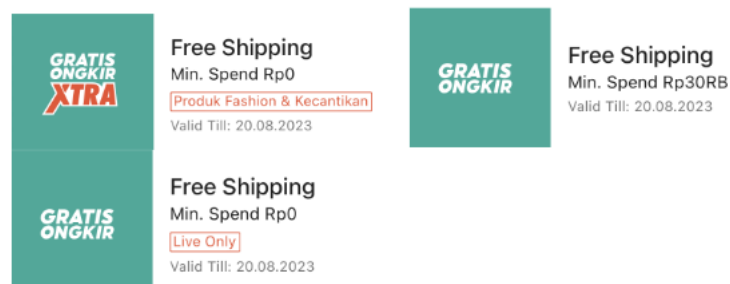 GRATIS
ONGKIR
XTRA
Free Shipping
Min. Spend Rp0
Produk Fashion & Kecantikan
Valid Till: 20.08.2023
GRATIS
ONGKIR
Free Shipping
Min. Spend Rp30RB
Valid Till: 20.08.2023
GRATIS
ONGKIR
Free Shipping
Min. Spend Rp0
Live Only
Valid Till: 20.08.2023